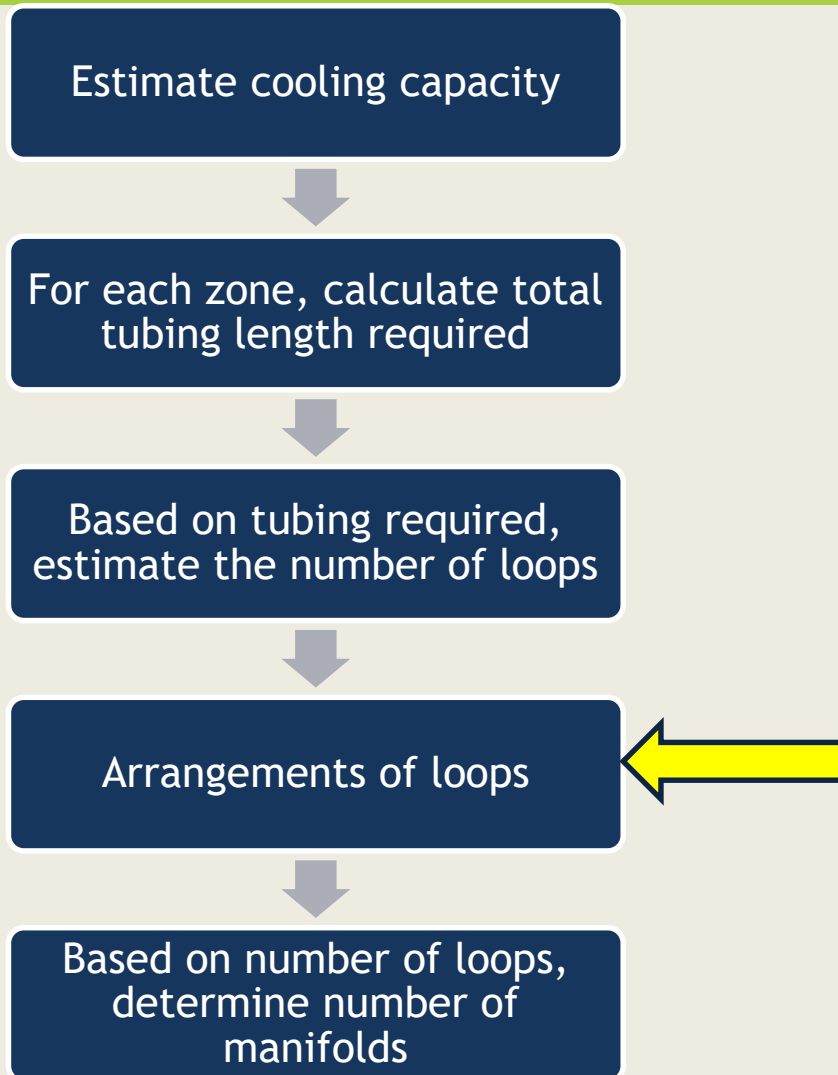 Estimate cooling capacity
For each zone, calculate total
tubing length required
Based on tubing required,
estimate the number of loops
Arrangements of loops
Based on number of loops,
determine number of
manifolds